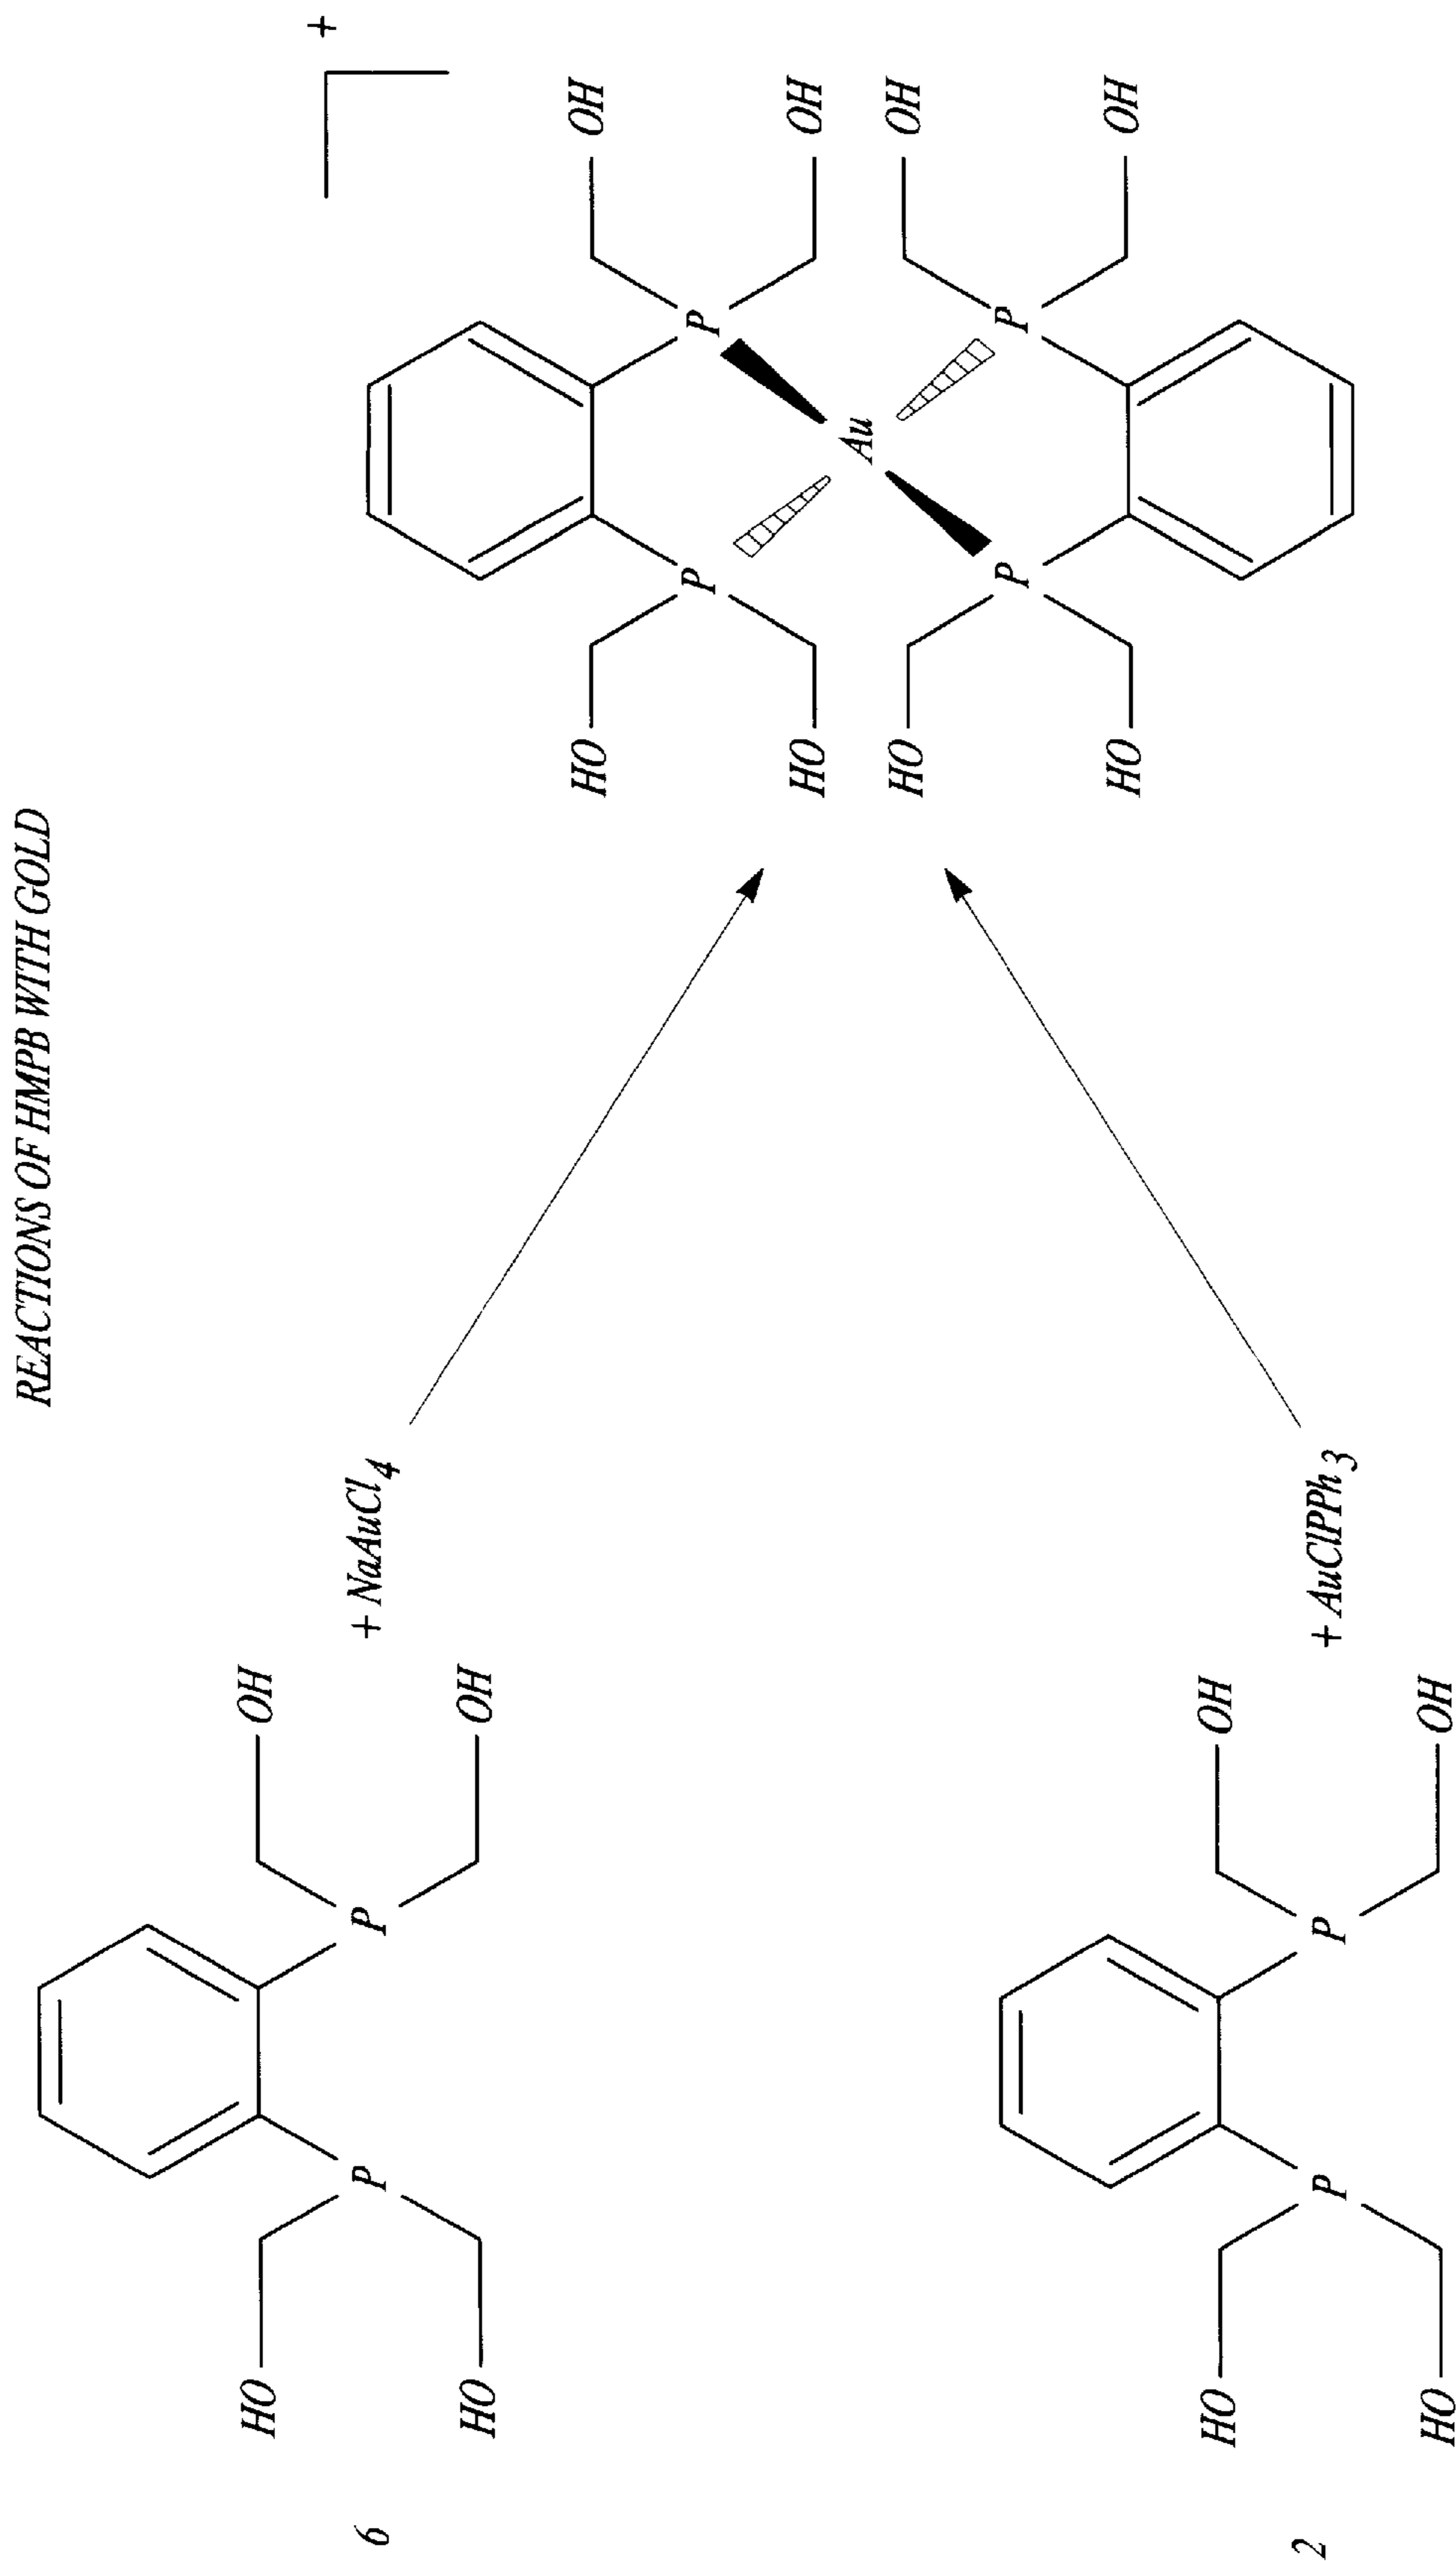 REACTIONS OF HMPB WITH GOLD
HO OH
+
6 P P + NaAuCl4
HO OH
HO OH
P P
HO OH
Au
HO OH
P P
HO OH
HO OH
2 P P + AuClPPh3
HO OH